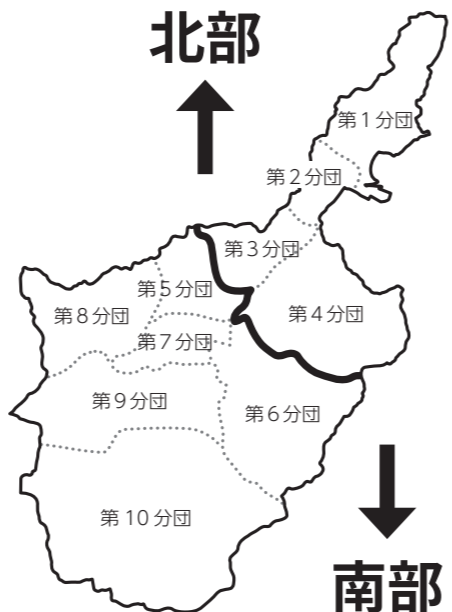 北部
第1分団
第2分団
第3分団
第5分団
第4分団
第8分団
第7分団
第9分団
第6分団
第10分団
南部